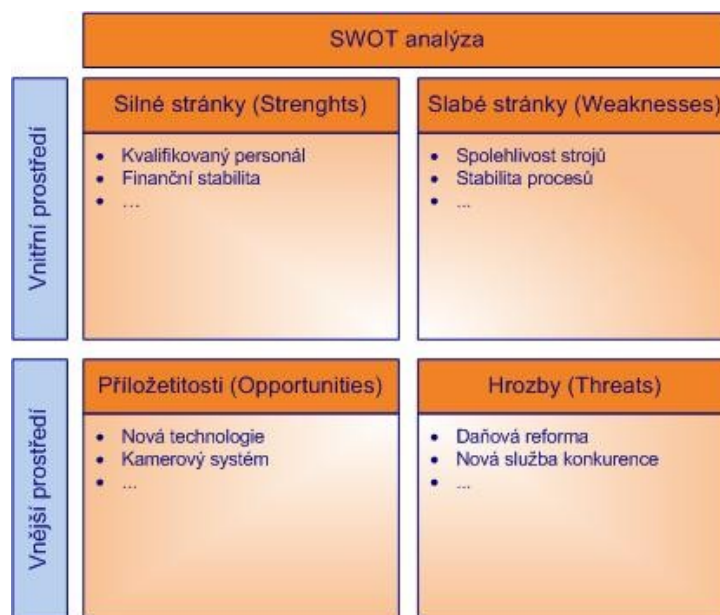 SWOT analýza
Vnitřní prostředí
Silné stránky (Strenghts)
• Kvalifikovaný personál
• Finanční stabilita
• ...
Slabé stránky (Weaknesses)
• Spolehlivost strojů
• Stabilita procesů
• ...
Vnější prostředí
Příložetitosti (Opportunities)
• Nová technologie
• Kamerový systém
• ...
Hrozby (Threats)
• Daňová reforma
• Nová služba konkurence
• ...